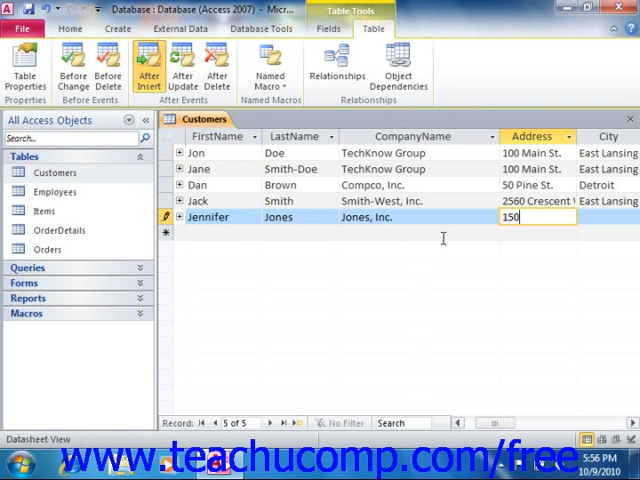 Database : Database (Access 2007) - Micr...
Table Tools
File Home Create External Data Database Tools Fields Table
Table Properties
Before Change
Before Delete
After Insert
After Update
After Delete
Named Macro
Relationships
Object Dependencies
Properties Before Events After Events Named Macros Relationships
All Access Objects
Search...
Tables
Customers
Employees
Items
OrderDetails
Orders
Queries
Forms
Reports
Macros
Customers
FirstName LastName CompanyName Address City
Jon Doe TechKnow Group 100 Main St. East Lansing
Jane Smith-Doe TechKnow Group 100 Main St. East Lansing
Dan Brown Compco, Inc. 50 Pine St. Detroit
Jack Smith Smith-West, Inc. 2560 Crescent East Lansing
Jennifer Jones Jones, Inc. 150
Record: 5 of 5 No Filter Search
Datasheet View
www.teachucomp.com/free
5:56 PM
10/9/2010